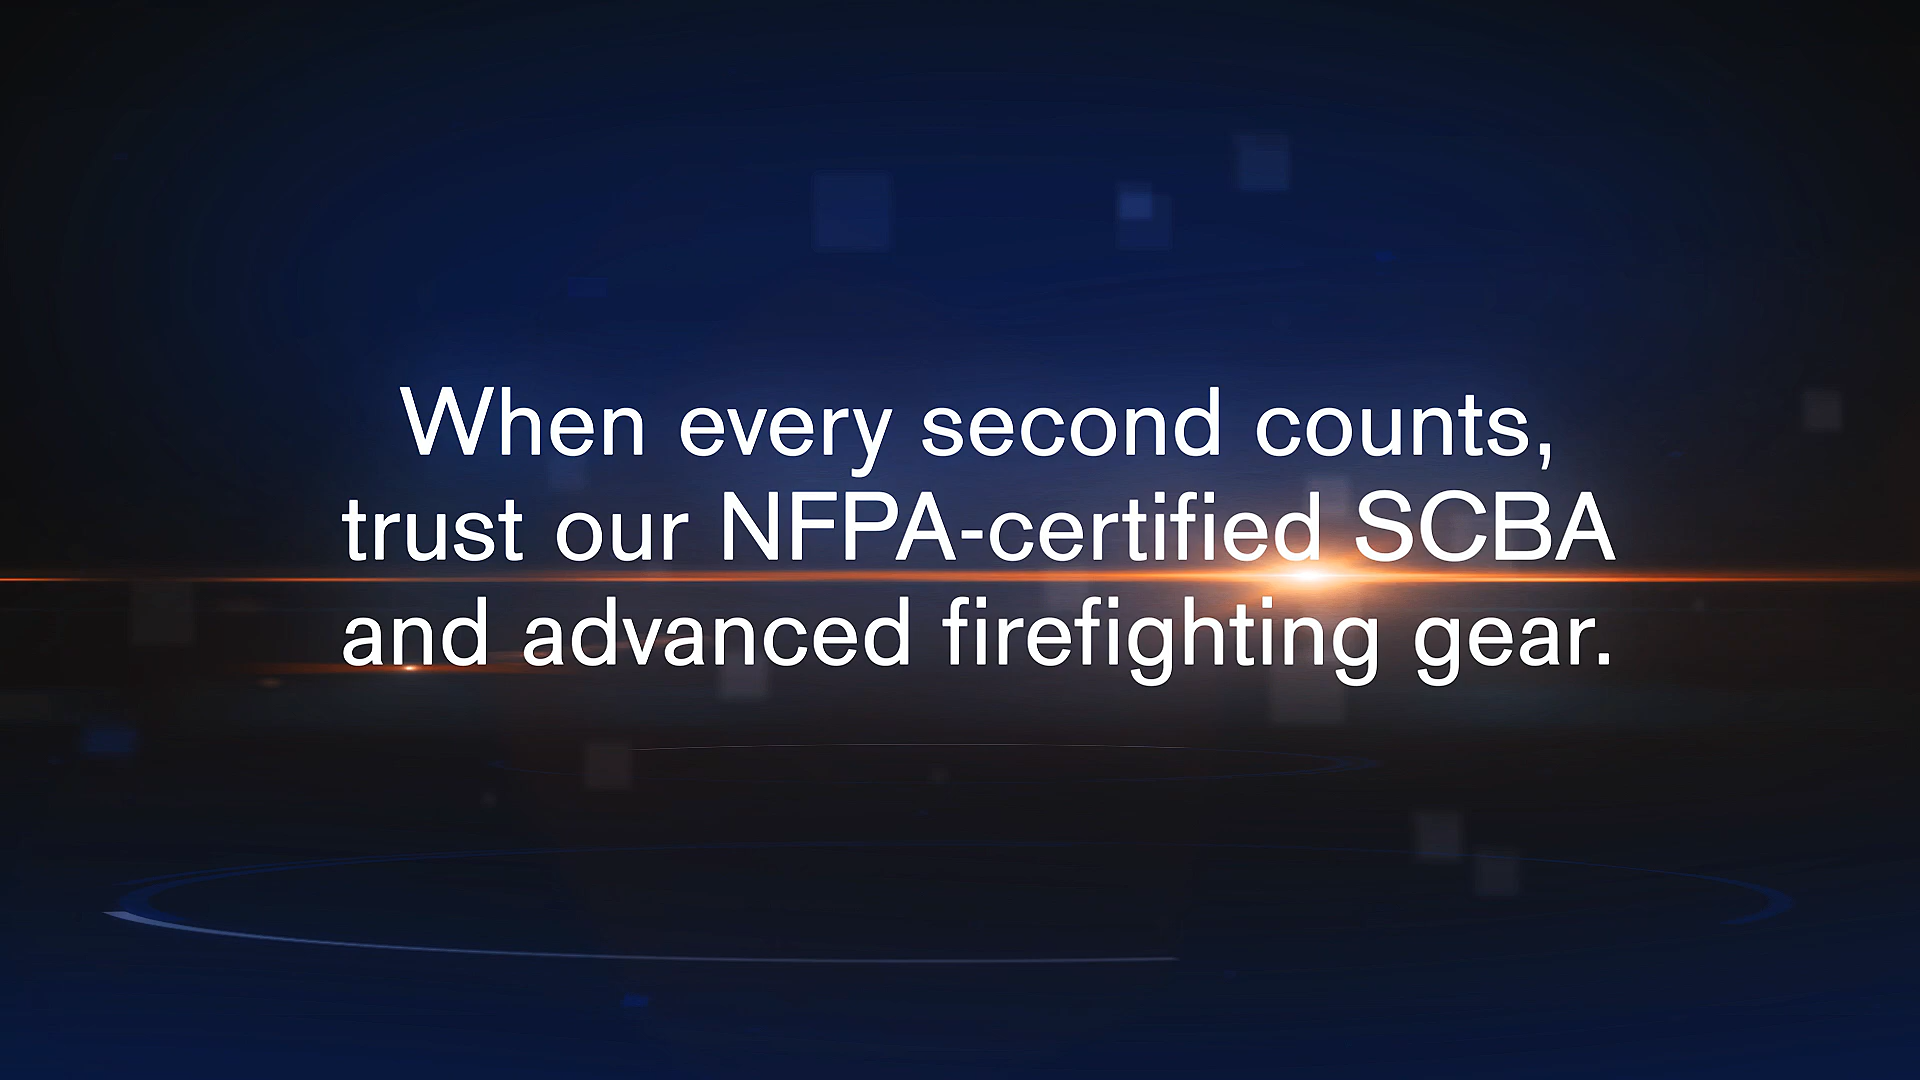 When every second counts,
trust our NFPA-certified SCBA
and advanced firefighting gear.